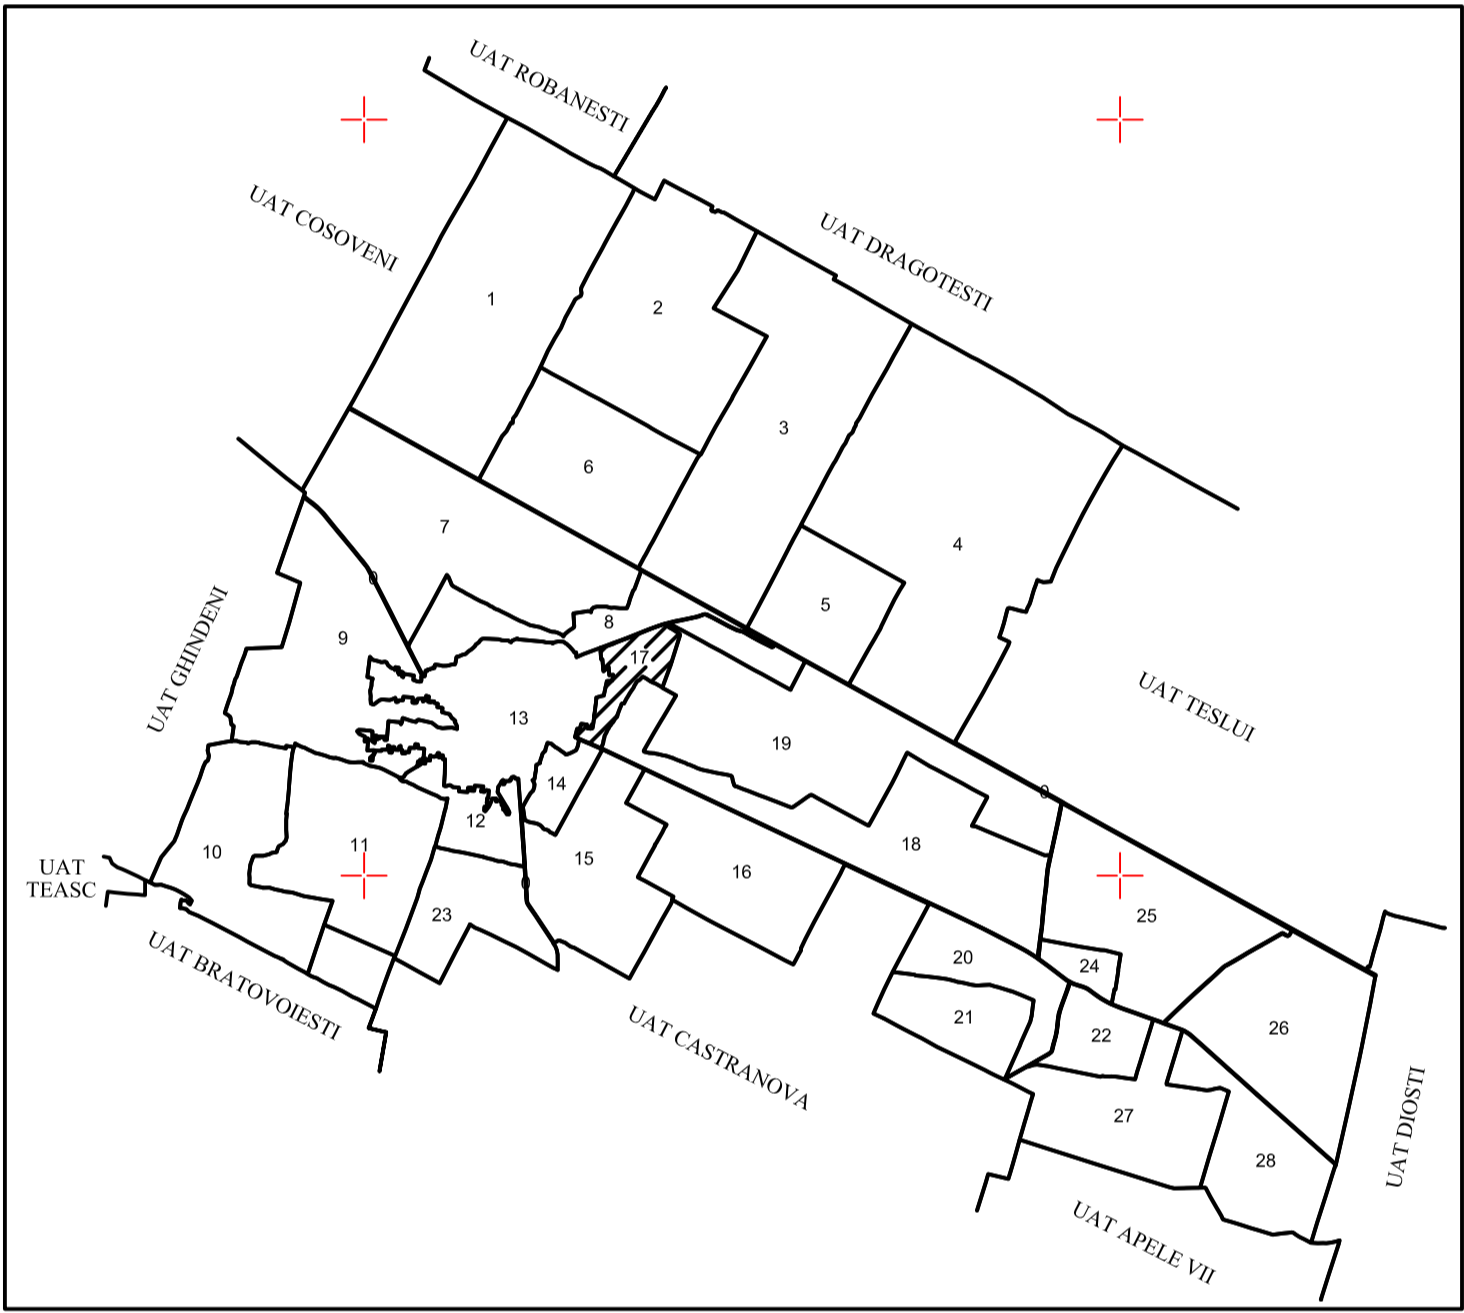 UAT ROBANESTI
UAT COSOVENI
UAT DRAGOTESTI
1
2
3
6
7
4
5
8
9
UAT GHINDENI
17
13
UAT TESLUI
19
14
12
10
11
15
18
16
UAT
TEASC
23
25
UAT BRATOVOIESTI
20
24
21
22
26
UAT CASTRANOVA
27
28
UAT DIOSTI
UAT APELE VII